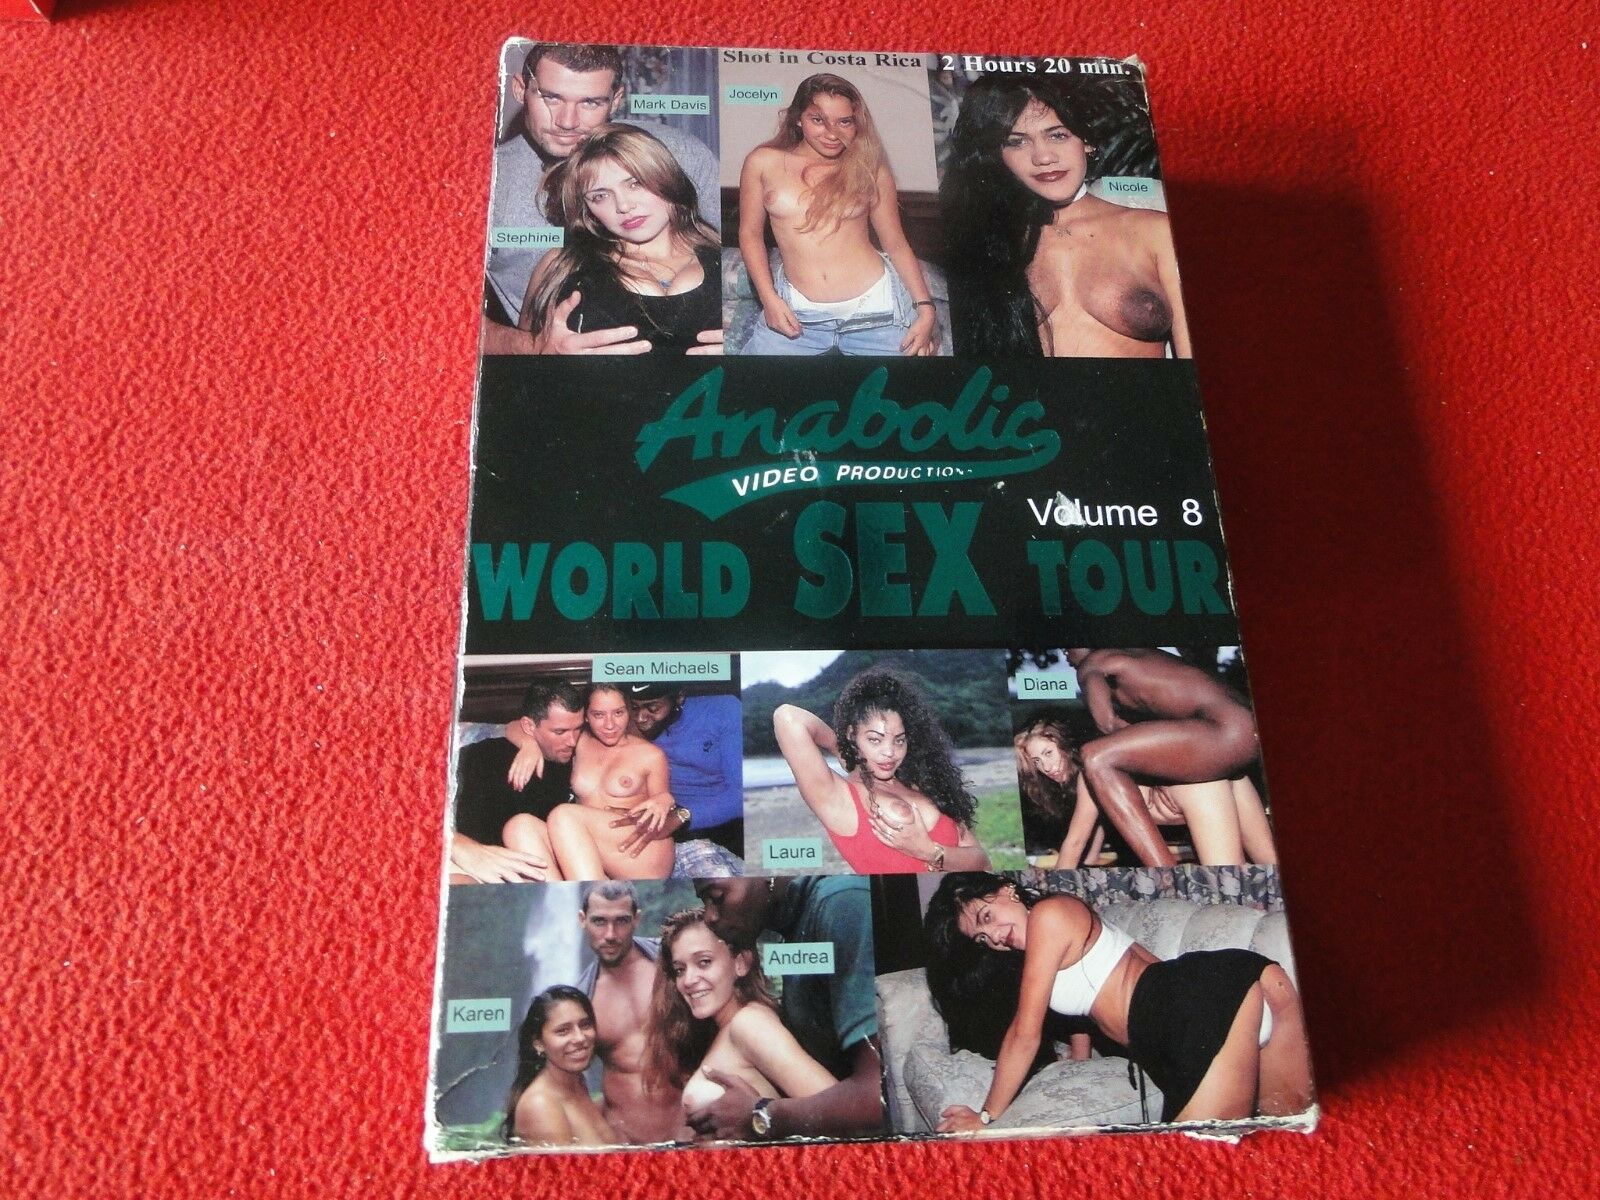 Shot in Costa Rica
2 Hours 20 min.
Mark Davis
Jocelyn
Nicole
Stephinie
Anabolic
VIDEO PRODUCTIONS
Volume 8
WORLD SEX TOUR
Sean Michaels
Diana
Laura
Andrea
Karen